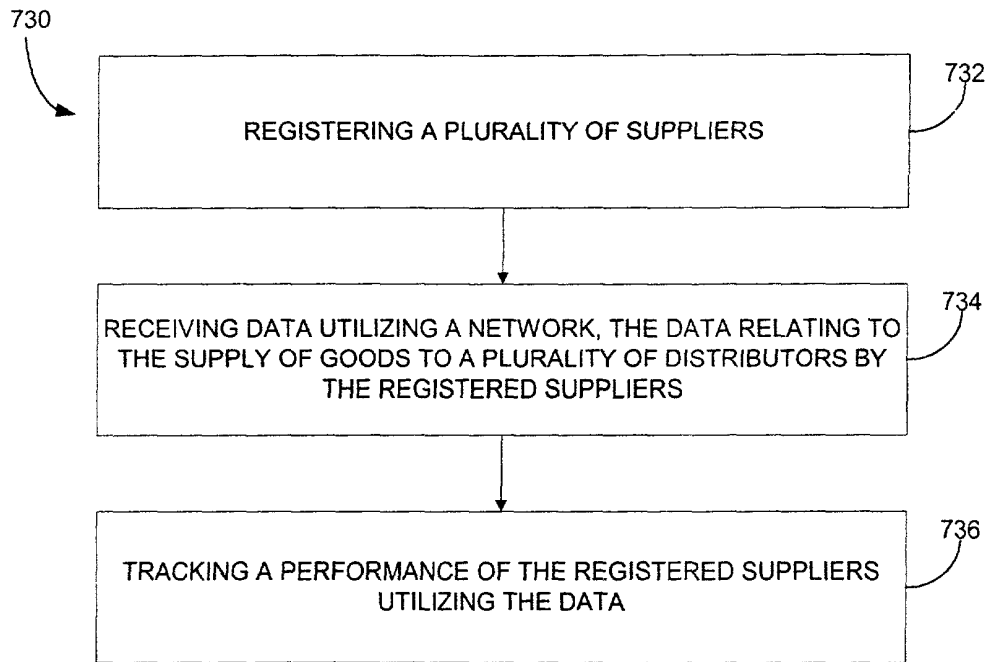 730
732
REGISTERING A PLURALITY OF SUPPLIERS
734
RECEIVING DATA UTILIZING A NETWORK, THE DATA RELATING TO
THE SUPPLY OF GOODS TO A PLURALITY OF DISTRIBUTORS BY
THE REGISTERED SUPPLIERS
736
TRACKING A PERFORMANCE OF THE REGISTERED SUPPLIERS
UTILIZING THE DATA